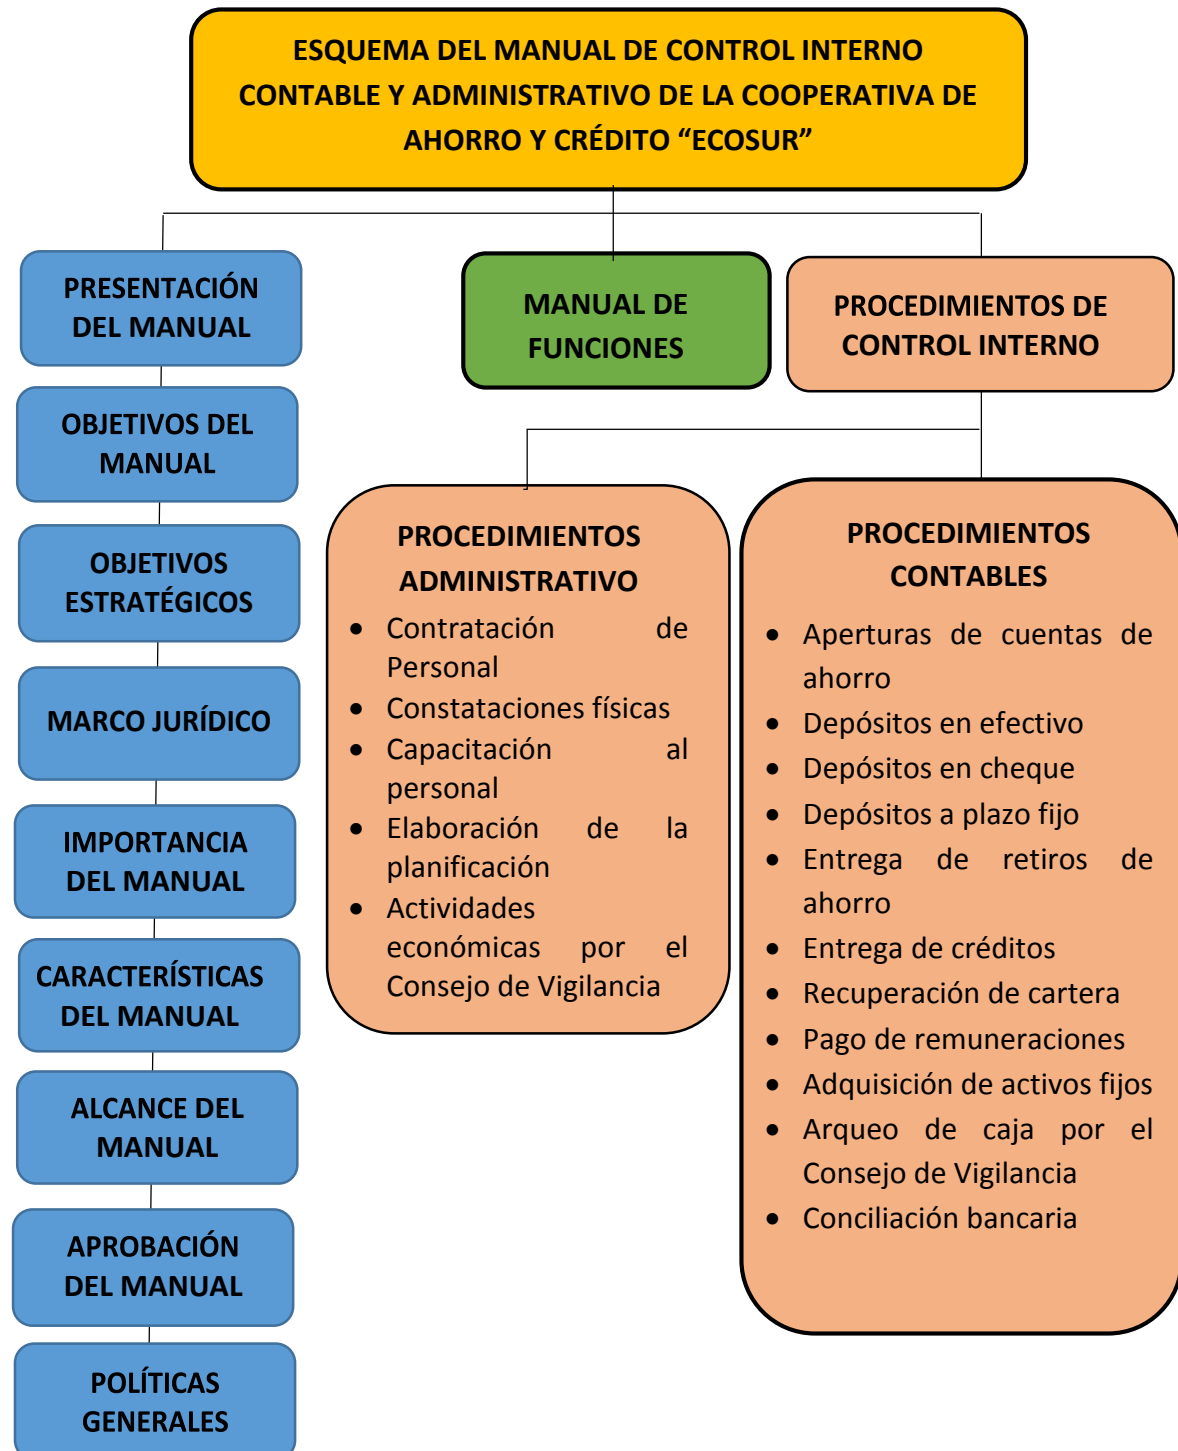 ESQUEMA DEL MANUAL DE CONTROL INTERNO
CONTABLE Y ADMINISTRATIVO DE LA COOPERATIVA DE
AHORRO Y CRÉDITO “ECOSUR”
PRESENTACIÓN
DEL MANUAL
OBJETIVOS DEL
MANUAL
OBJETIVOS
ESTRATÉGICOS
MARCO JURÍDICO
IMPORTANCIA
DEL MANUAL
CARACTERÍSTICAS
DEL MANUAL
ALCANCE DEL
MANUAL
APROBACIÓN
DEL MANUAL
POLÍTICAS
GENERALES
MANUAL DE
FUNCIONES
PROCEDIMIENTOS DE
CONTROL INTERNO
PROCEDIMIENTOS
ADMINISTRATIVO
• Contratación de
Personal
• Constataciones físicas
• Capacitación al
personal
• Elaboración de la
planificación
• Actividades
económicas por el
Consejo de Vigilancia
PROCEDIMIENTOS
CONTABLES
• Aperturas de cuentas de
ahorro
• Depósitos en efectivo
• Depósitos en cheque
• Depósitos a plazo fijo
• Entrega de retiros de
ahorro
• Entrega de créditos
• Recuperación de cartera
• Pago de remuneraciones
• Adquisición de activos fijos
• Arqueo de caja por el
Consejo de Vigilancia
• Conciliación bancaria